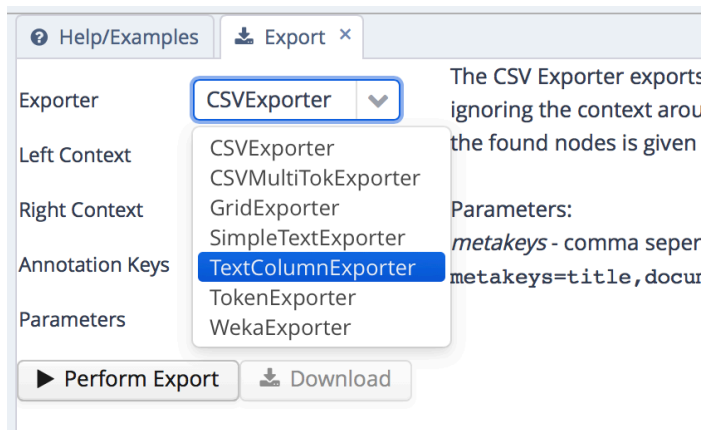 Help/Examples
Export ×
Exporter
CSVExporter
The CSV Exporter exports
ignoring the context arou
the found nodes is given
Left Context
CSVExporter
CSVMultiTokExporter
Right Context
GridExporter
Parameters:
SimpleTextExporter
metakeys - comma seper
Annotation Keys
TextColumnExporter
metakeys=title,docu
TokenExporter
Parameters
WekaExporter
Perform Export
Download